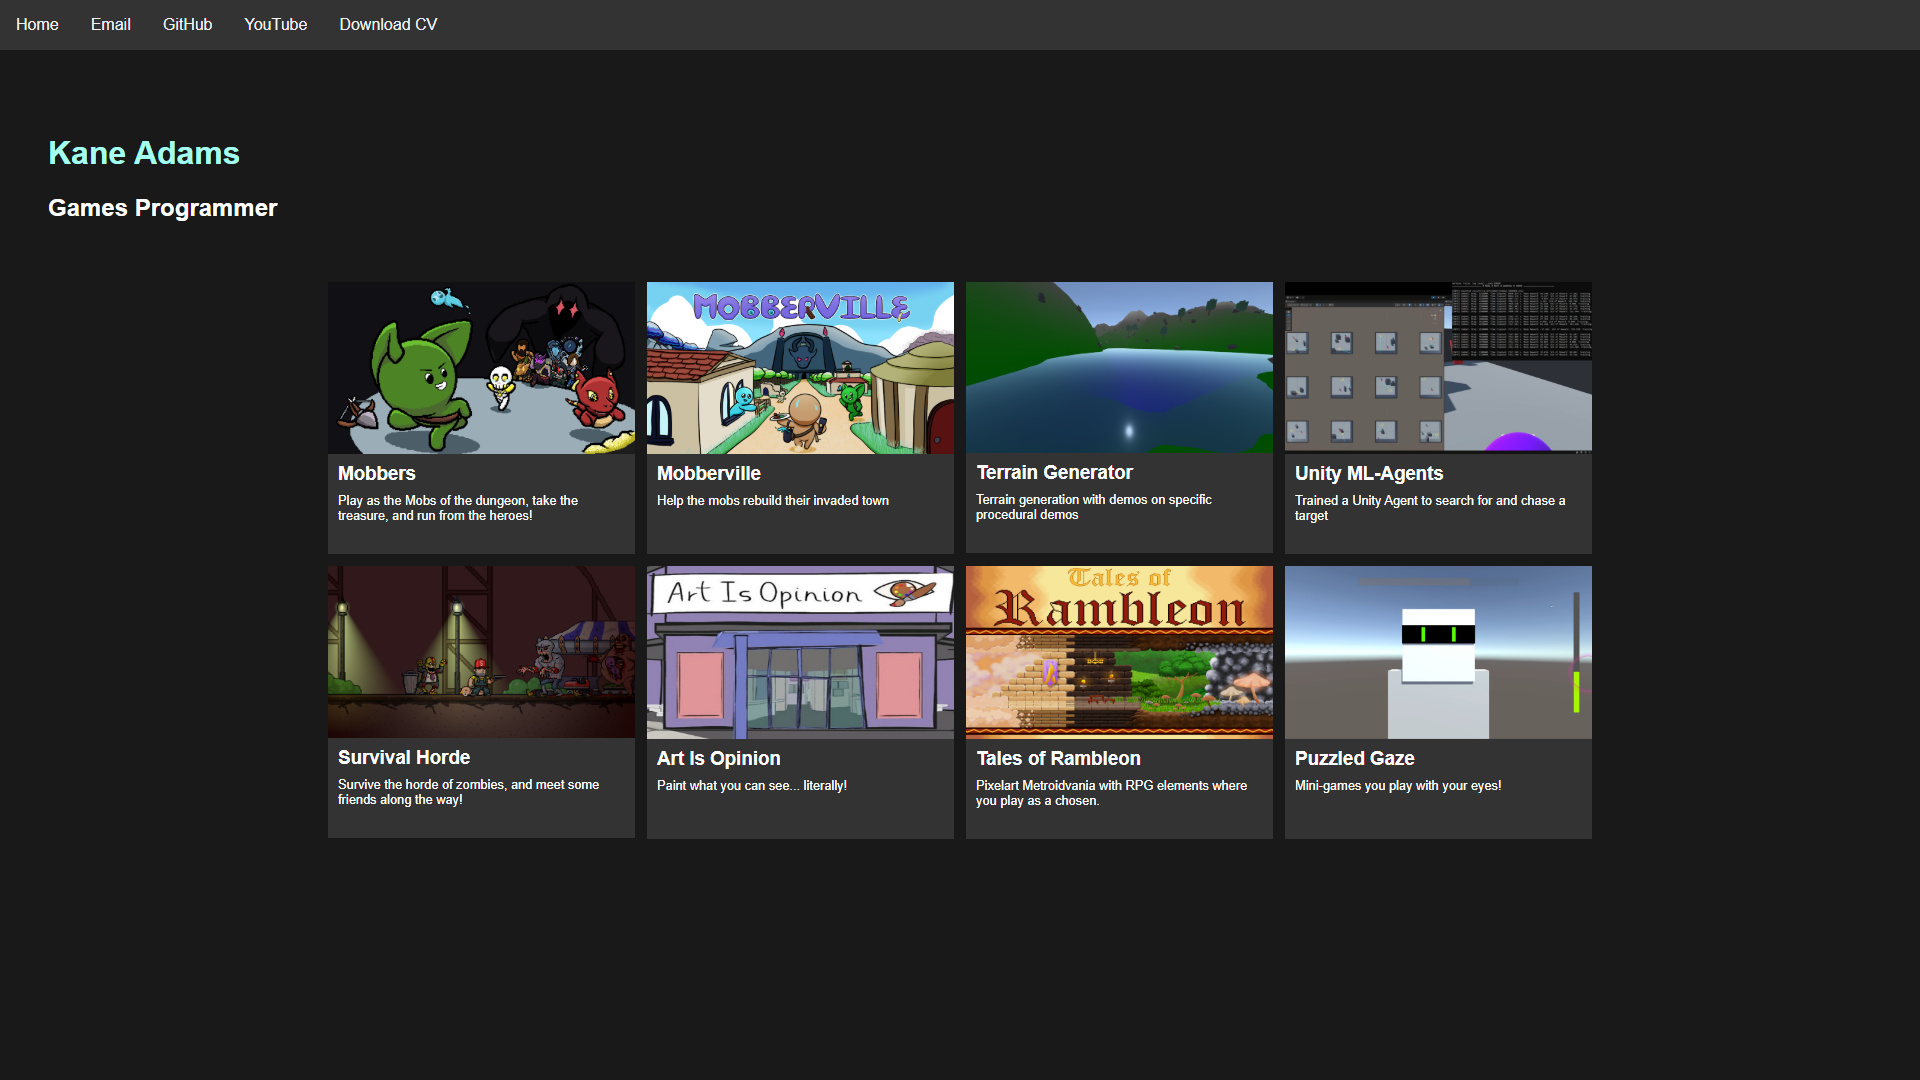 Home Email GitHub YouTube Download CV
Kane Adams
Games Programmer
MOBBERVILLE
Mobbers
Play as the Mobs of the dungeon, take the
treasure, and run from the heroes!
Mobberville
Help the mobs rebuild their invaded town
Terrain Generator
Terrain generation with demos on specific
procedural demos
Unity ML-Agents
Trained a Unity Agent to search for and chase a
target
Art Is Opinion
Tales of
Rambleon
Survival Horde
Survive the horde of zombies, and meet some
friends along the way!
Art Is Opinion
Paint what you can see... literally!
Tales of Rambleon
Pixelart Metroidvania with RPG elements where
you play as a chosen.
Puzzled Gaze
Mini-games you play with your eyes!